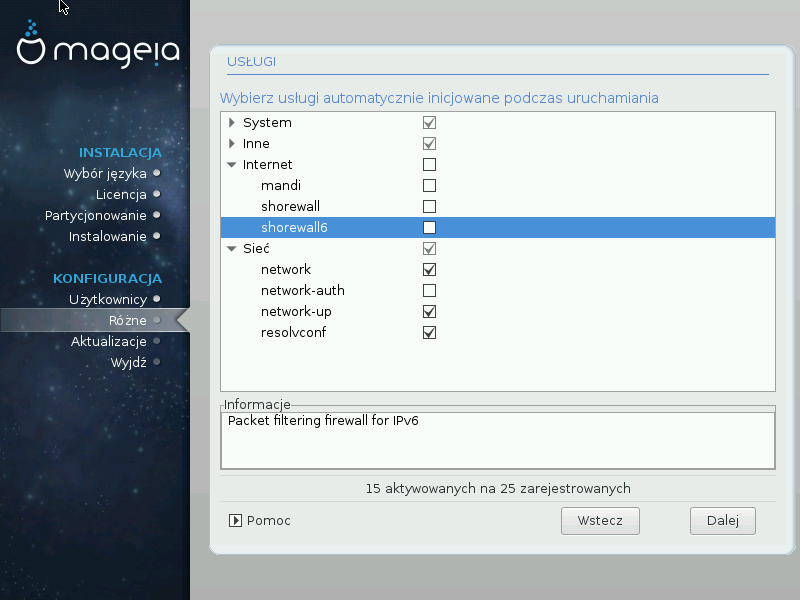 mageia
INSTALACJA
Wybór języka
Licencja
Partycjonowanie
Instalowanie
KONFIGURACJA
Użytkownicy
Różne
Aktualizacje
Wyjdź
USŁUGI
Wybierz usługi automatycznie inicjowane podczas uruchamiania
System
Inne
Internet
mandi
shorewall
shorewall6
Sieć
network
network-auth
network-up
resolvconf
Informacje
Packet filtering firewall for IPv6
15 aktywowanych na 25 zarejestrowanych
Pomoc
Wstecz
Dalej